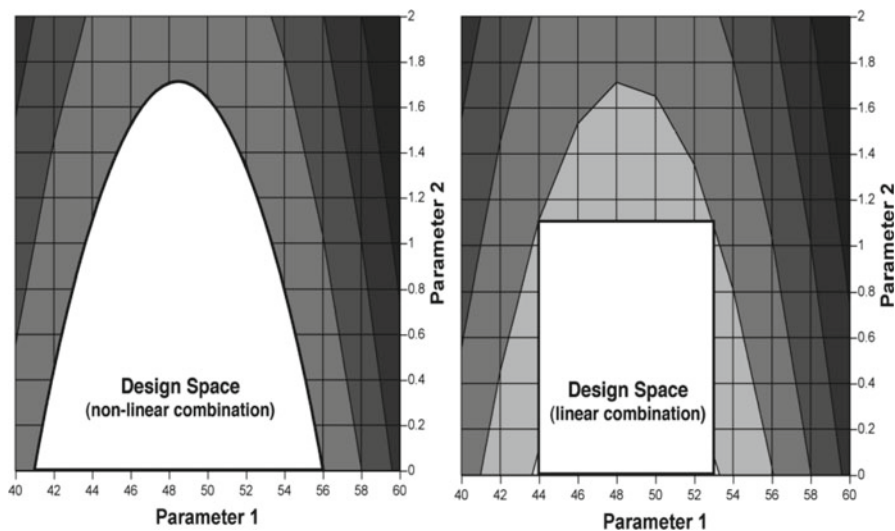 2
1.8
1.6
1.4
1.2
1
0.8
0.6
0.4
0.2
0
Parameter 2
Design Space
(non-linear combination)
40 42 44 46 48 50 52 54 56 58 60
Parameter 1
2
1.8
1.6
1.4
1.2
1
0.8
0.6
0.4
0.2
0
Parameter 2
Design Space
(linear combination)
40 42 44 46 48 50 52 54 56 58 60
Parameter 1